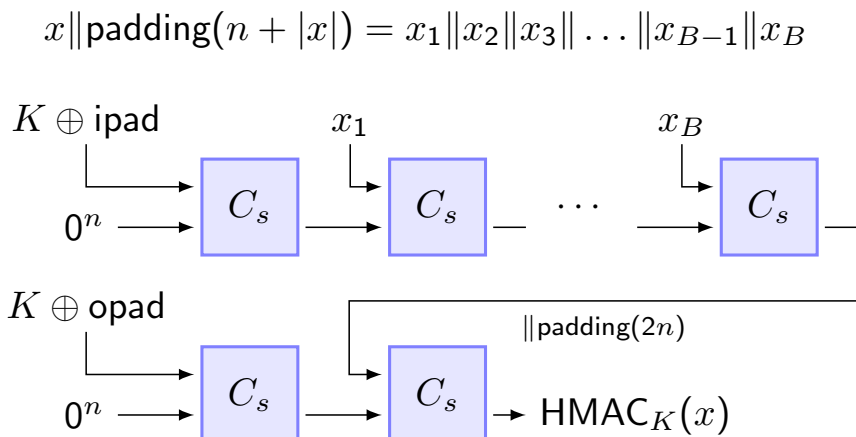 x∥padding(n + |x|) = x₁∥x₂∥x₃∥ … ∥x_{B−1}∥x_B
K ⊕ ipad
x₁
x_B
0ⁿ
C_s
C_s
⋯
C_s
K ⊕ opad
∥padding(2n)
0ⁿ
C_s
C_s
HMAC_K(x)